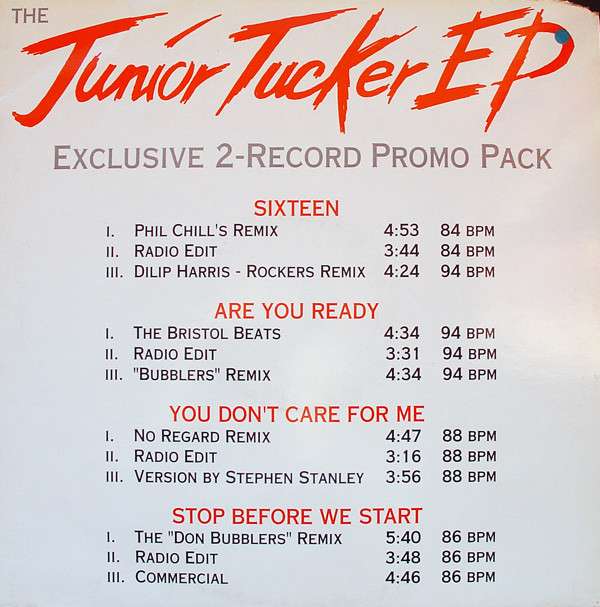 THE
Junior Tucker EP
EXCLUSIVE 2-RECORD PROMO PACK
SIXTEEN
I. PHIL CHILL'S REMIX 4:53 84 BPM
II. RADIO EDIT 3:44 84 BPM
III. DILIP HARRIS - ROCKERS REMIX 4:24 94 BPM
ARE YOU READY
I. THE BRISTOL BEATS 4:34 94 BPM
II. RADIO EDIT 3:31 94 BPM
III. "BUBBLERS" REMIX 4:34 94 BPM
YOU DON'T CARE FOR ME
I. NO REGARD REMIX 4:47 88 BPM
II. RADIO EDIT 3:16 88 BPM
III. VERSION BY STEPHEN STANLEY 3:56 88 BPM
STOP BEFORE WE START
I. THE "DON BUBBLERS" REMIX 5:40 86 BPM
II. RADIO EDIT 3:48 86 BPM
III. COMMERCIAL 4:46 86 BPM